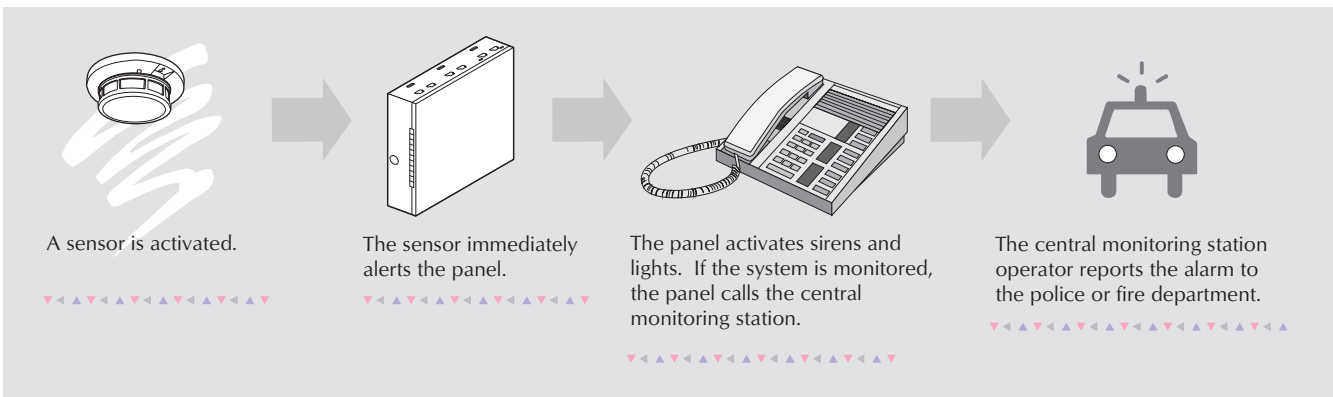 A sensor is activated.
The sensor immediately
alerts the panel.
The panel activates sirens and
lights.  If the system is monitored,
the panel calls the central
monitoring station.
The central monitoring station
operator reports the alarm to
the police or fire department.